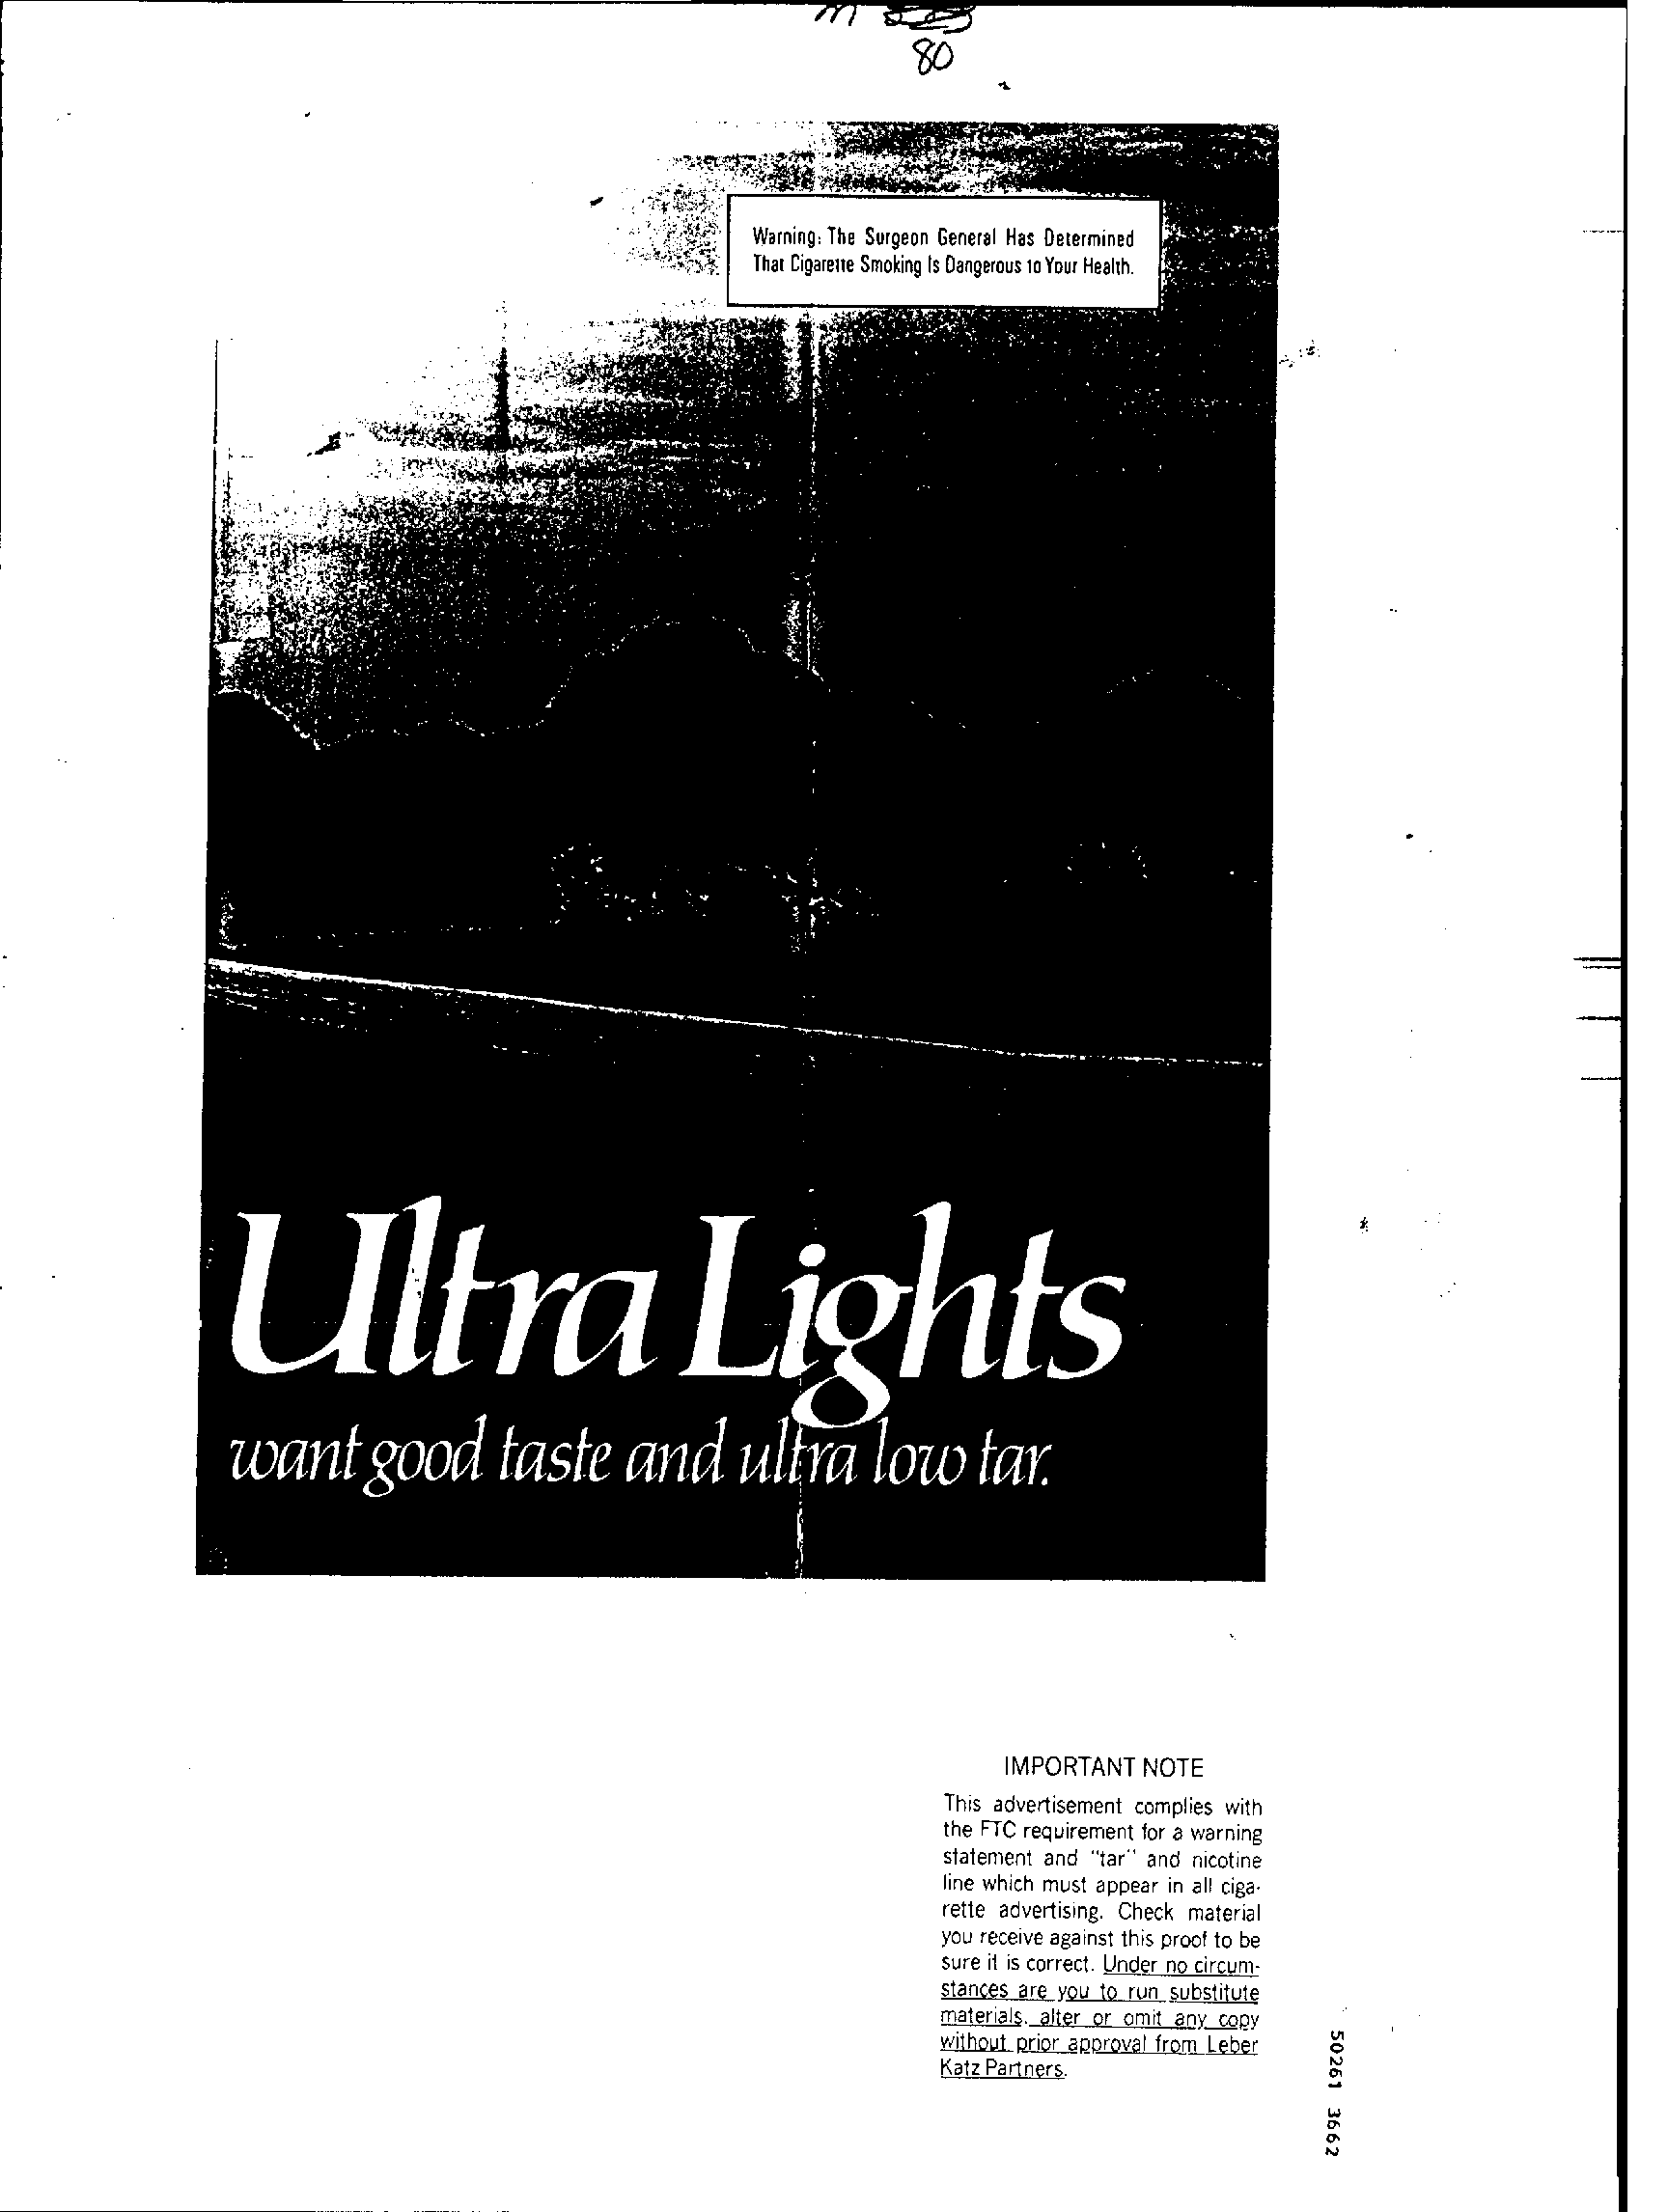 80
Warning: The Surgeon General Has Determined
That Cigarette Smoking Is Dangerous to Your Health.
Ultra Lights
want good taste and ultra low tar.
IMPORTANT NOTE
This advertisement complies with
the FTC requirement for a warning
statement and "tar" and nicotine
line which must appear in all ciga-
rette advertising. Check material
you receive against this proof to be
sure it is correct. Under no circum-
stances are you to run substitute
materials, alter or omit any copy
without prior approval from Leber
Katz Partners.
50261 3662